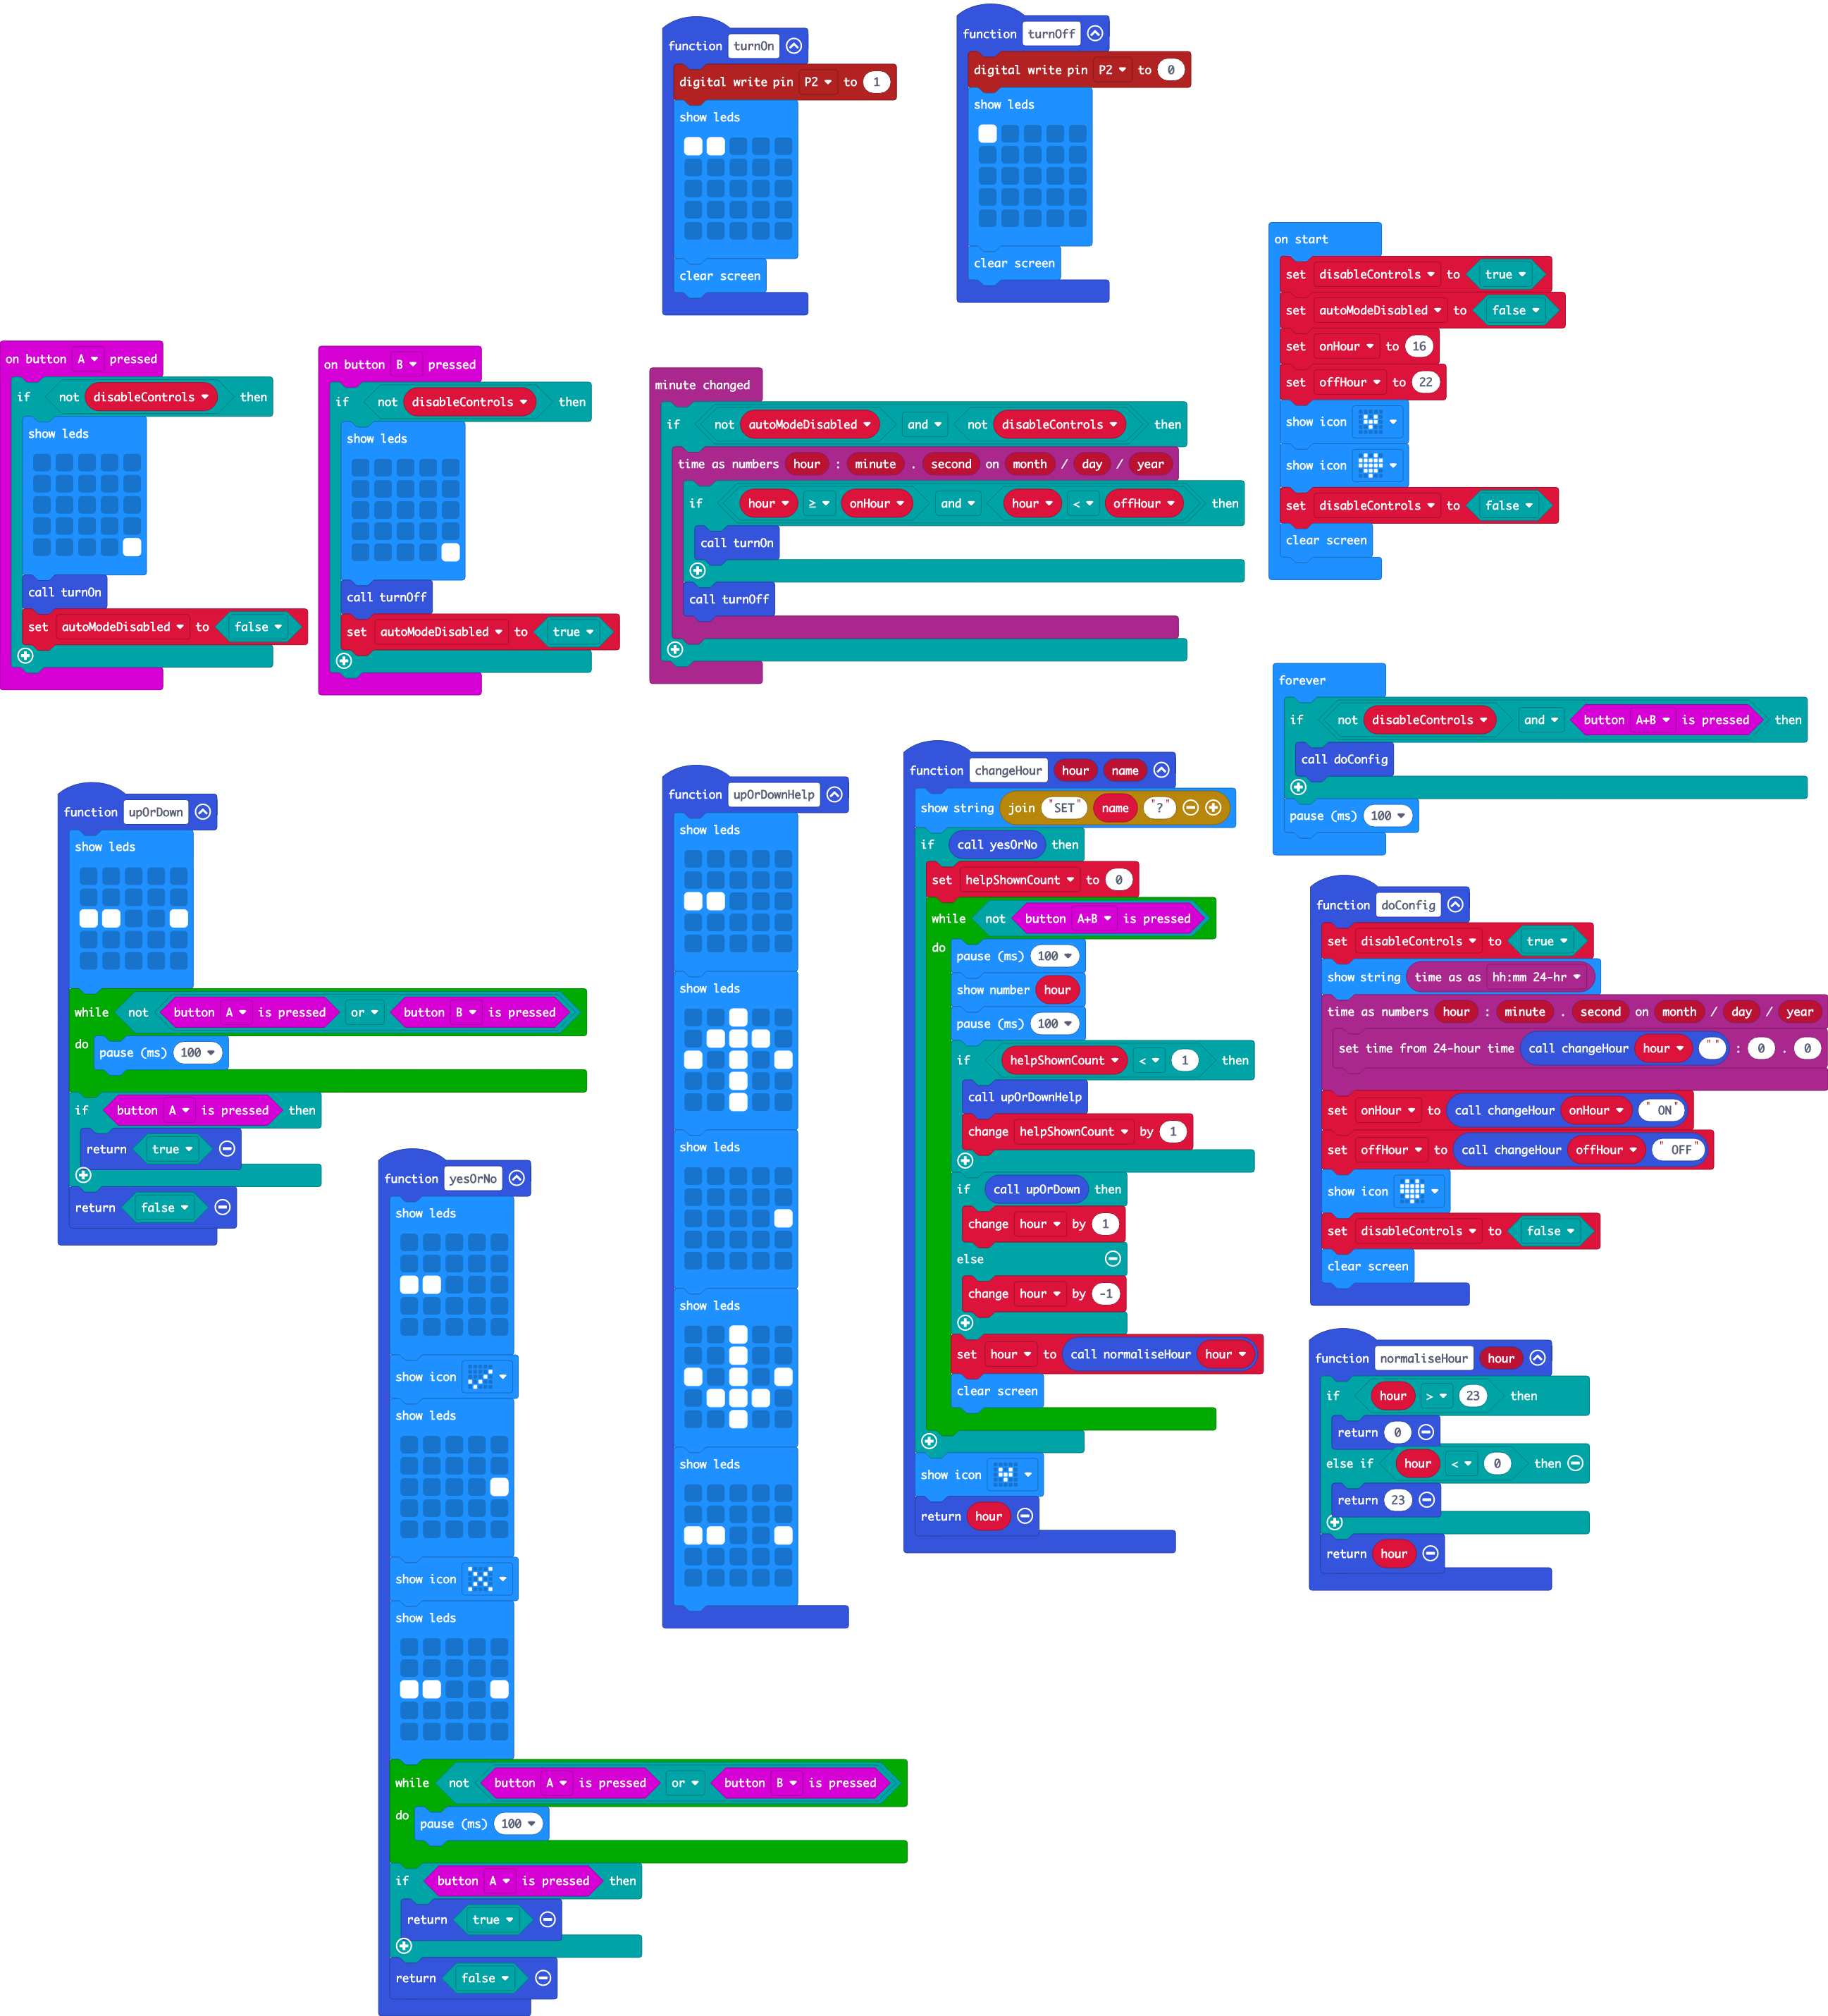 function turnOn
digital write pin P2 to 1
show leds
clear screen
function turnOff
digital write pin P2 to 0
show leds
clear screen
on start
set disableControls to true
set autoModeDisabled to false
set onHour to 16
set offHour to 22
show icon
show icon
set disableControls to false
clear screen
on button A pressed
if not disableControls then
show leds
call turnOn
set autoModeDisabled to false
on button B pressed
if not disableControls then
show leds
call turnOff
set autoModeDisabled to true
minute changed
if not autoModeDisabled and not disableControls then
time as numbers hour : minute . second on month / day / year
if hour ≥ onHour and hour < offHour then
call turnOn
call turnOff
forever
if not disableControls and button A+B is pressed then
call doConfig
pause (ms) 100
function upOrDown
show leds
while not button A is pressed or button B is pressed
do pause (ms) 100
if button A is pressed then
return true
return false
function yesOrNo
show leds
show icon
show leds
show icon
show leds
while not button A is pressed or button B is pressed
do pause (ms) 100
if button A is pressed then
return true
return false
function upOrDownHelp
show leds
show leds
show leds
show leds
show leds
function changeHour hour name
show string join "SET" name "?"
if call yesOrNo then
set helpShownCount to 0
while not button A+B is pressed
do pause (ms) 100
show number hour
pause (ms) 100
if helpShownCount < 1 then
call upOrDownHelp
change helpShownCount by 1
if call upOrDown then
change hour by 1
else
change hour by -1
set hour to call normaliseHour hour
clear screen
show icon
return hour
function doConfig
set disableControls to true
show string time as as hh:mm 24-hr
time as numbers hour : minute . second on month / day / year
set time from 24-hour time call changeHour hour "" : 0 . 0
set onHour to call changeHour onHour " ON"
set offHour to call changeHour offHour " OFF"
show icon
set disableControls to false
clear screen
function normaliseHour hour
if hour > 23 then
return 0
else if hour < 0 then
return 23
return hour